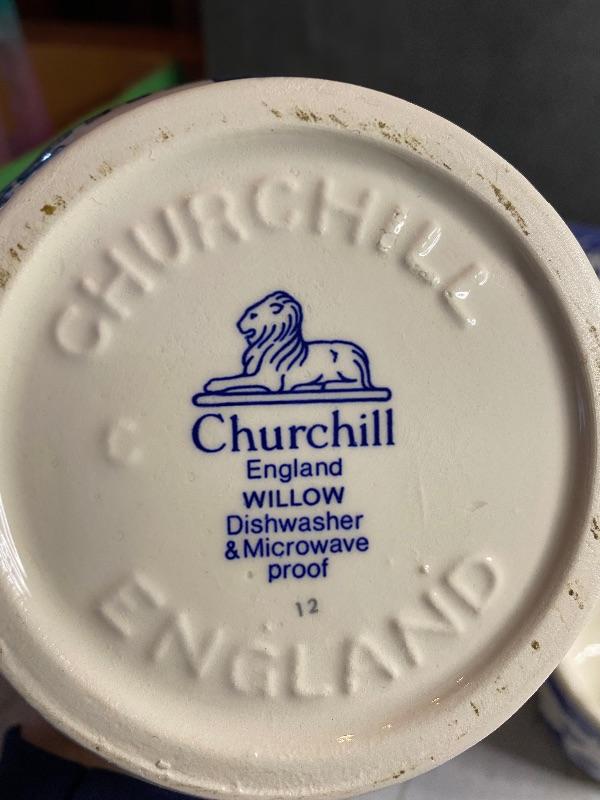 CHURCHILL
Churchill
England
WILLOW
Dishwasher
&Microwave
proof
12
ENGLAND